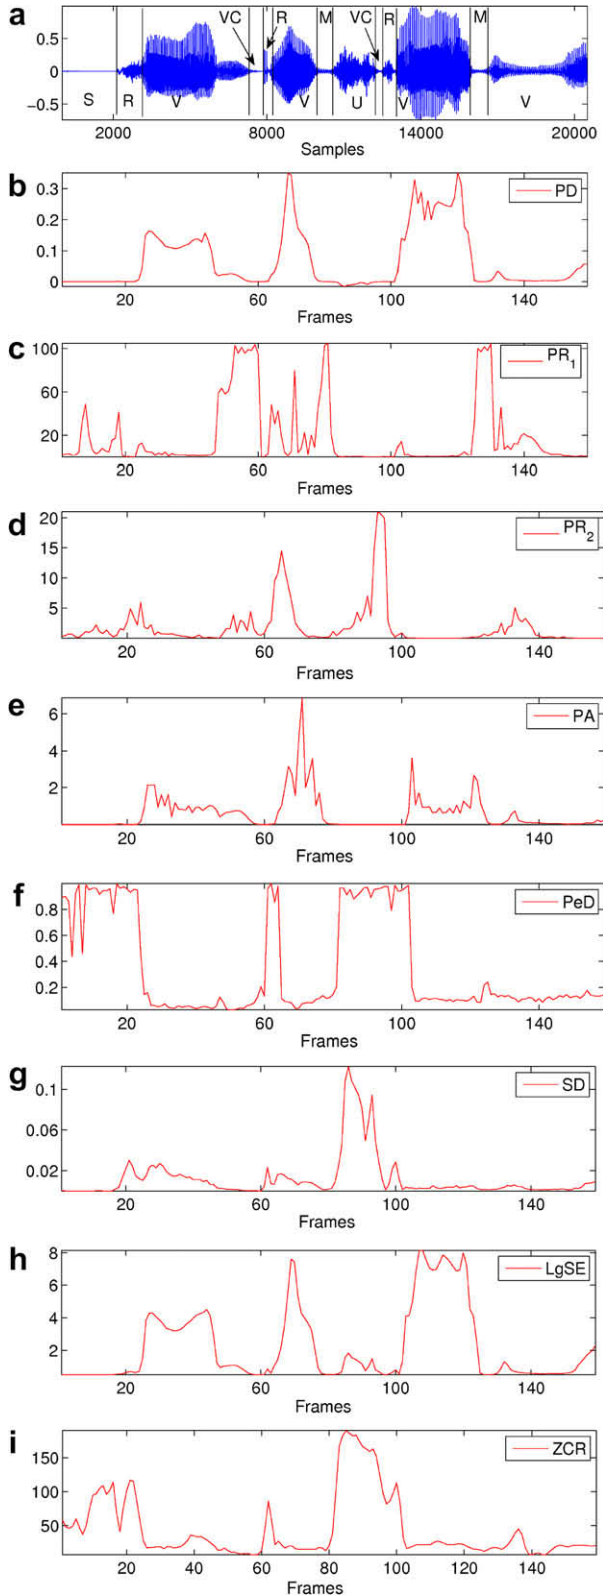 a
VC R M VC R M
0.5
0
−0.5
S R V V U V V
2000 8000 14000 20000
Samples
b
0.3
0.2
0.1
0
PD
20 60 100 140
Frames
c
100
60
20
PR1
20 60 100 140
Frames
d
20
15
10
5
PR2
20 60 100 140
Frames
e
6
4
2
PA
20 60 100 140
Frames
f
0.8
0.6
0.4
0.2
PeD
20 60 100 140
Frames
g
0.1
0.06
0.02
SD
20 60 100 140
Frames
h
8
6
4
2
LgSE
20 60 80 100 140
Frames
i
150
100
50
ZCR
20 40 60 80 100 120 140
Frames